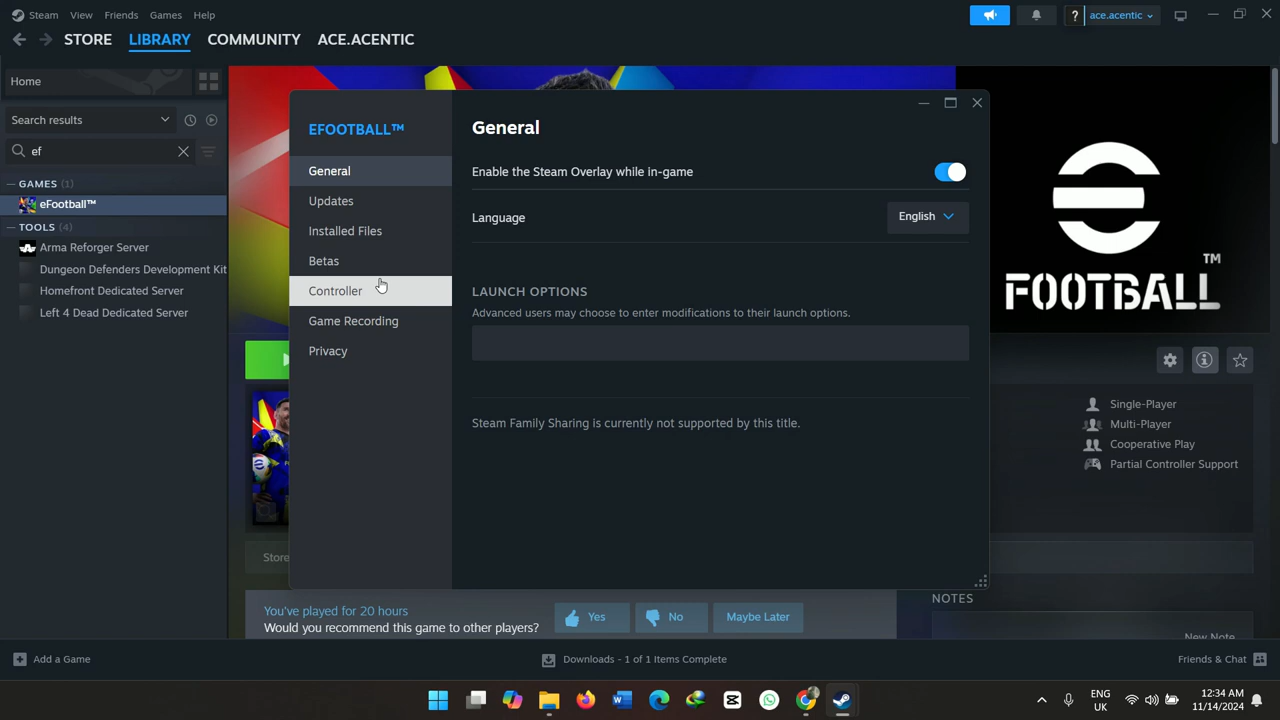 Steam View Friends Games Help
? ace.acentic
STORE LIBRARY COMMUNITY ACE.ACENTIC
Home
Search results
ef
GAMES (1)
eFootball™
TOOLS (4)
Arma Reforger Server
Dungeon Defenders Development Kit
Homefront Dedicated Server
Left 4 Dead Dedicated Server
EFOOTBALL™
General
Updates
Installed Files
Betas
Controller
Game Recording
Privacy
General
Enable the Steam Overlay while in-game
Language English
LAUNCH OPTIONS
Advanced users may choose to enter modifications to their launch options.
Steam Family Sharing is currently not supported by this title.
TM
FOOTBALL
Single-Player
Multi-Player
Cooperative Play
Partial Controller Support
Store
You've played for 20 hours
Would you recommend this game to other players?
Yes No Maybe Later
NOTES
New Note
Add a Game
Downloads - 1 of 1 Items Complete
Friends & Chat
ENG
UK
12:34 AM
11/14/2024